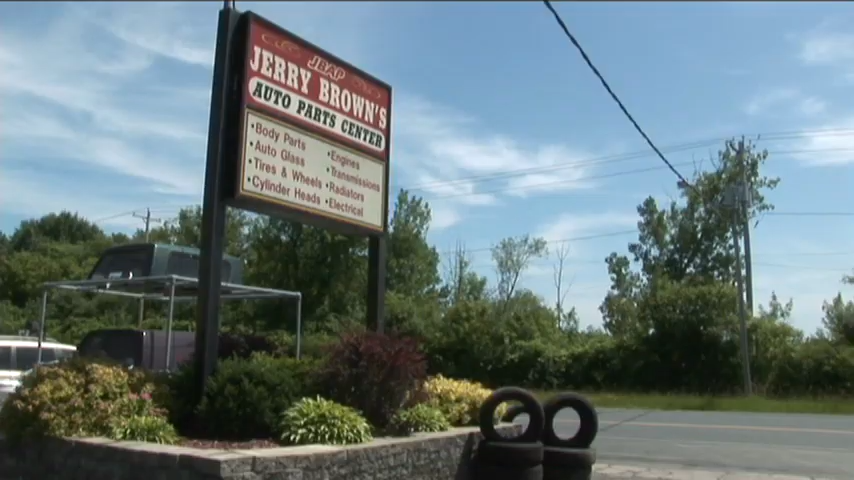 JBAP
JERRY BROWN'S
AUTO PARTS CENTER
•Body Parts
•Auto Glass
•Tires & Wheels
•Cylinder Heads
•Engines
•Transmissions
•Radiators
•Electrical